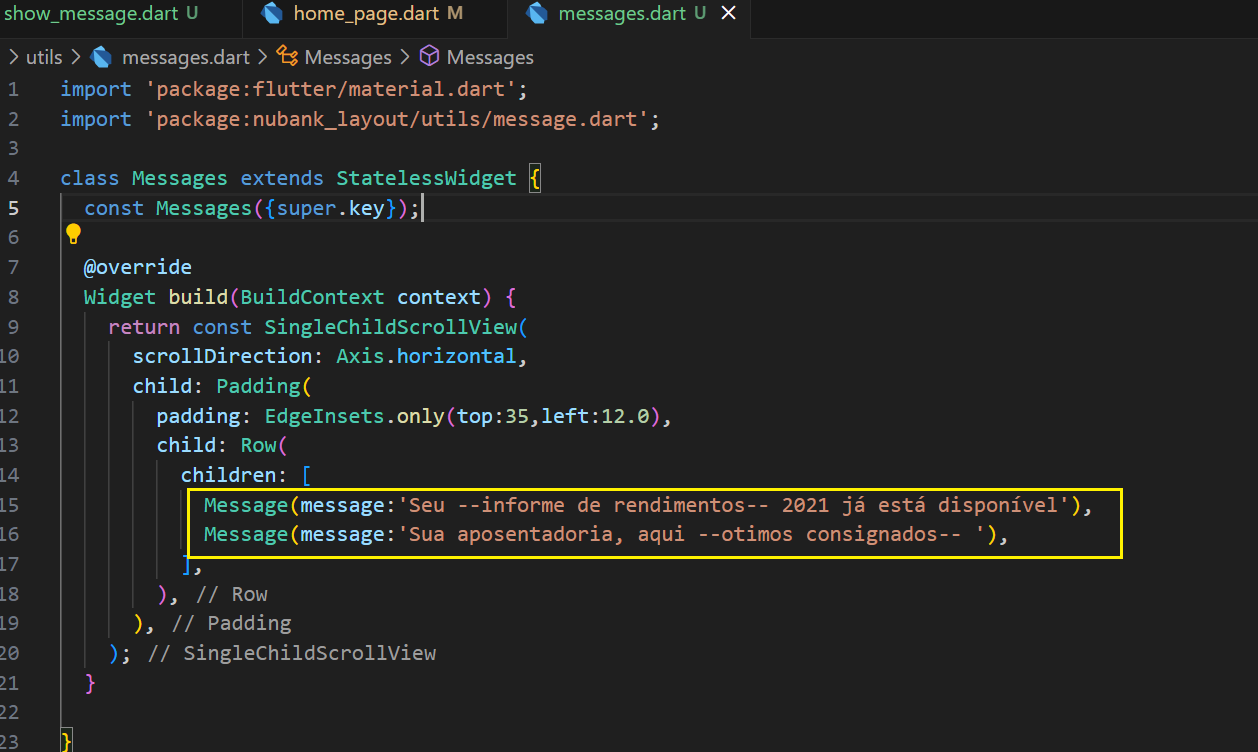 show_message.dart U home_page.dart M messages.dart U
utils messages.dart Messages Messages
1 import 'package:flutter/material.dart';
2 import 'package:nubank_layout/utils/message.dart';
3
4 class Messages extends StatelessWidget {
5 const Messages({super.key});
6
7 @override
8 Widget build(BuildContext context) {
9 return const SingleChildScrollView(
10 scrollDirection: Axis.horizontal,
11 child: Padding(
12 padding: EdgeInsets.only(top:35,left:12.0),
13 child: Row(
14 children: [
15 Message(message:'Seu --informe de rendimentos-- 2021 já está disponível'),
16 Message(message:'Sua aposentadoria, aqui --otimos consignados-- '),
17 ],
18 ), // Row
19 ), // Padding
20 ); // SingleChildScrollView
21 }
22
23 }